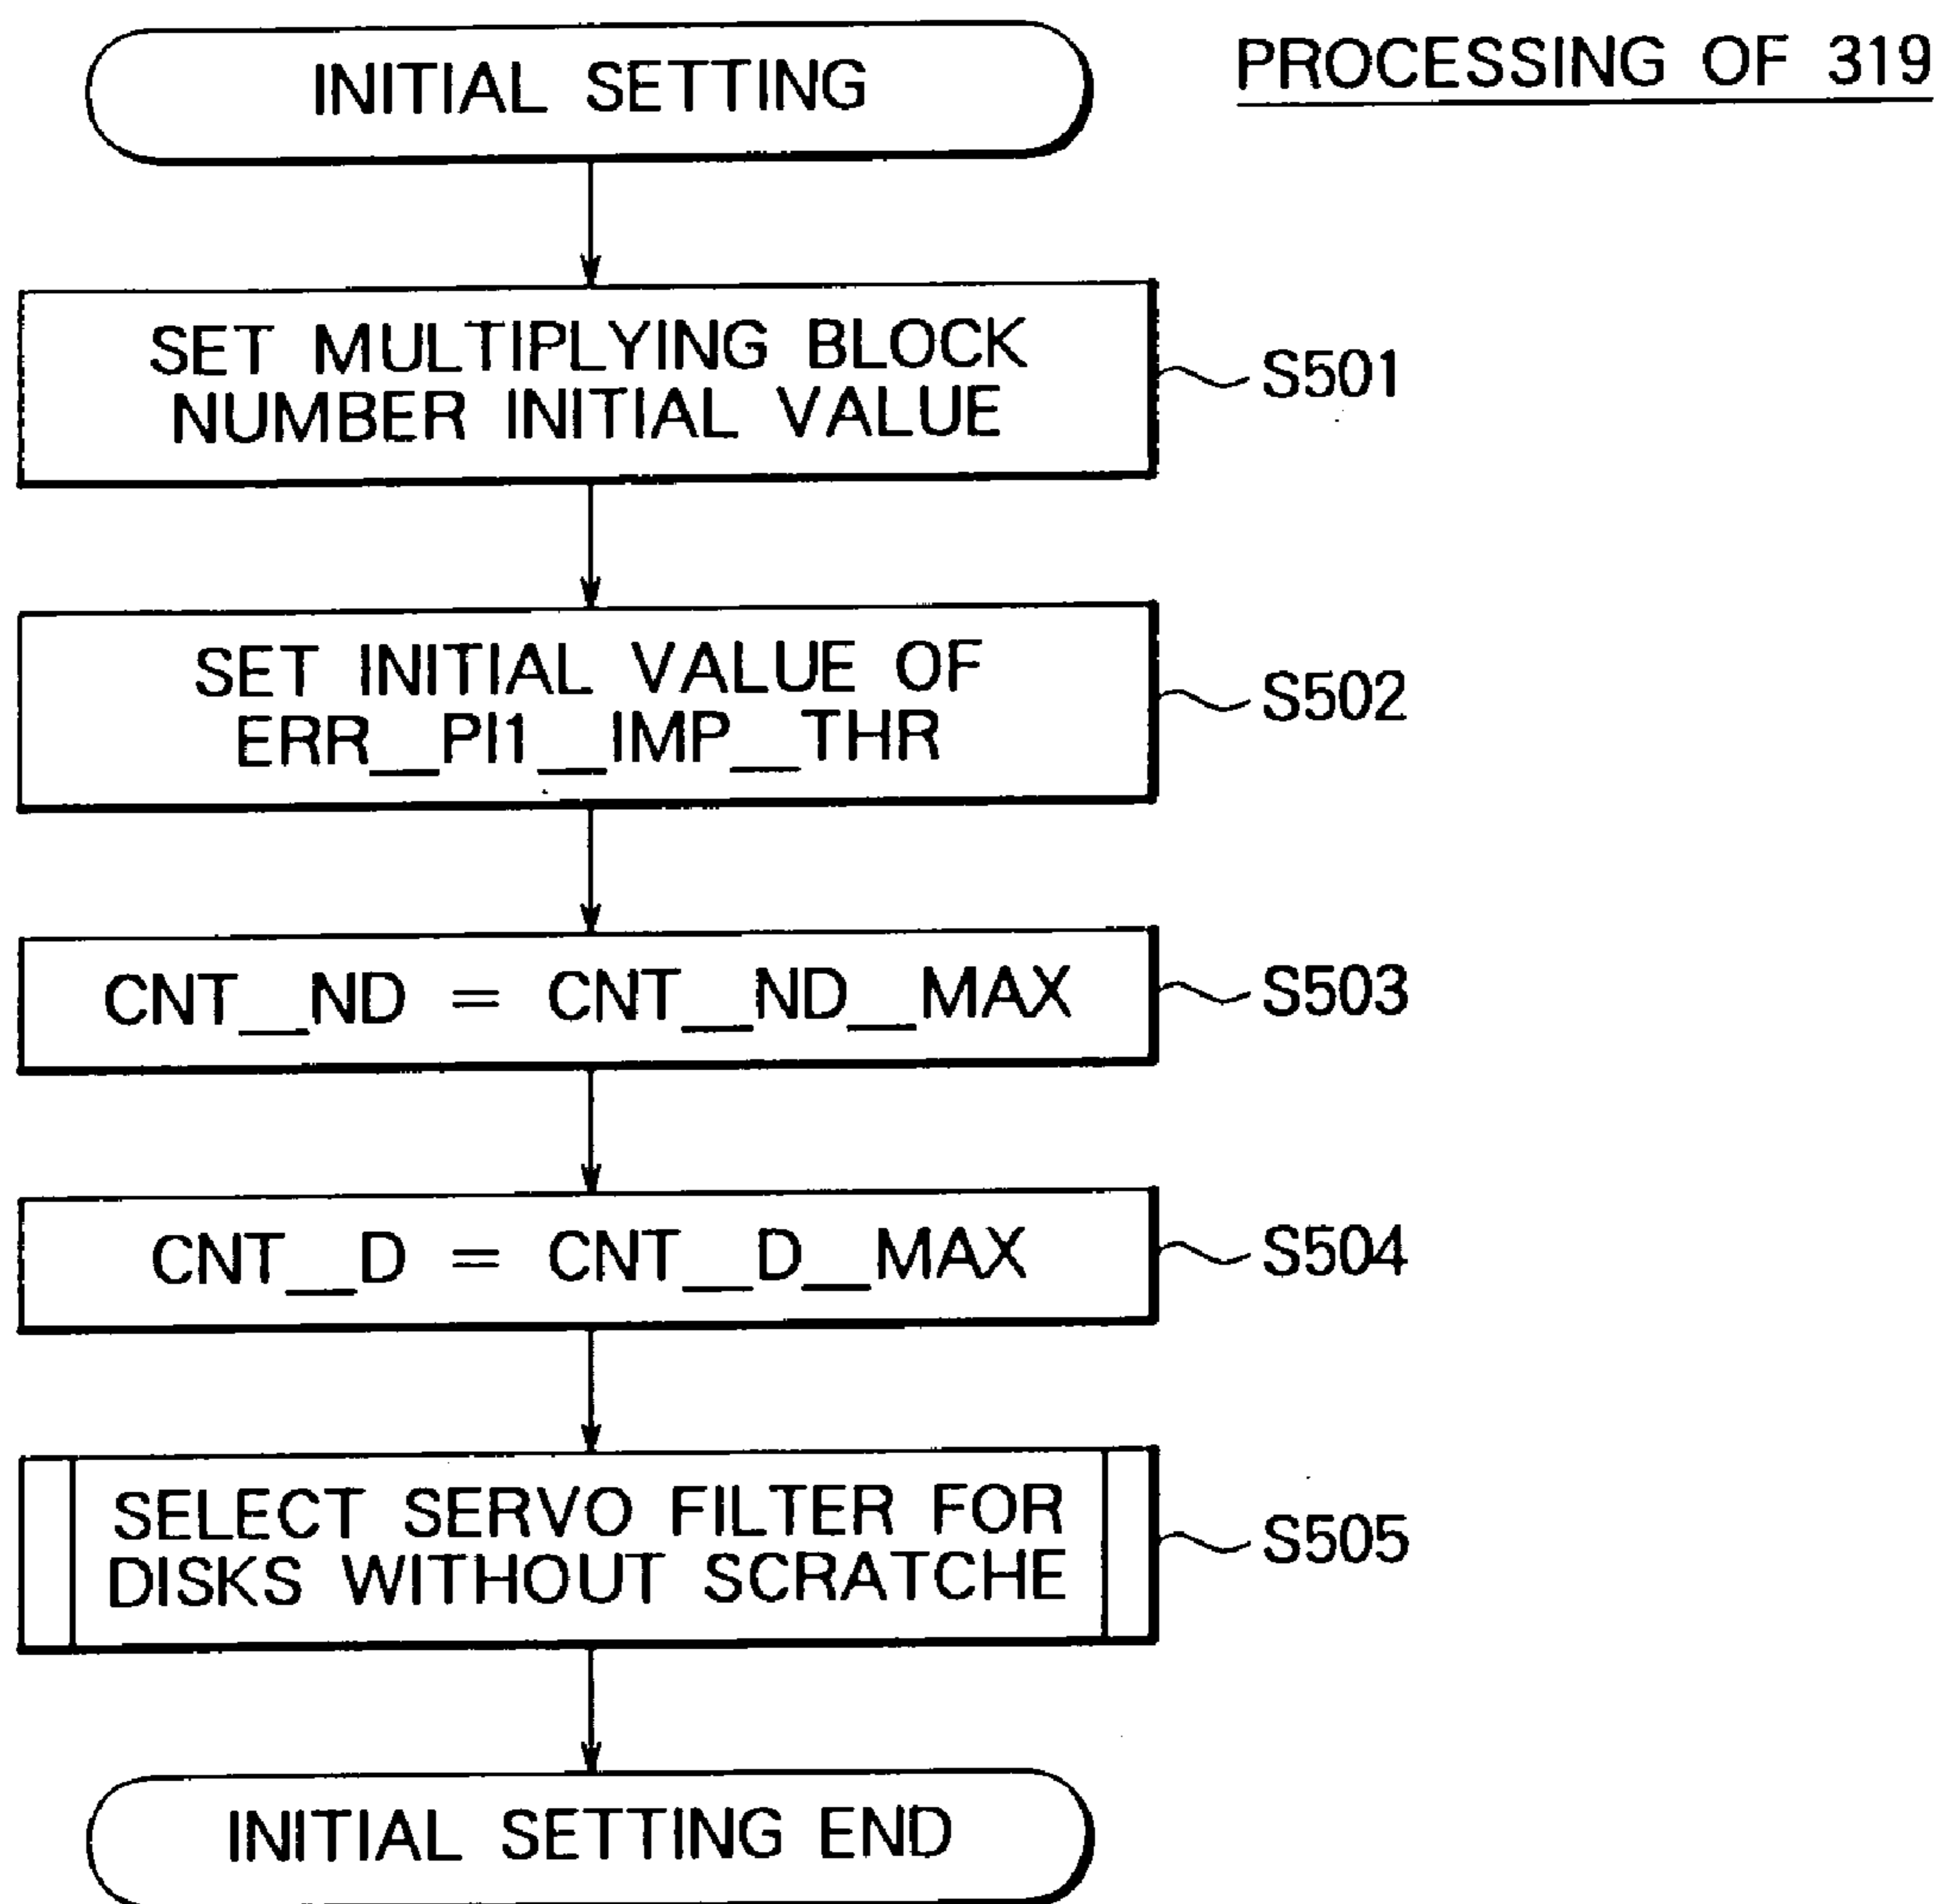 INITIAL SETTING
PROCESSING OF 319
SET MULTIPLYING BLOCK
NUMBER INITIAL VALUE
S501
SET INITIAL VALUE OF
ERR_PI1_IMP_THR
S502
CNT_ND = CNT_ND_MAX
S503
CNT_D = CNT_D_MAX
S504
SELECT SERVO FILTER FOR
DISKS WITHOUT SCRATCHE
S505
INITIAL SETTING END